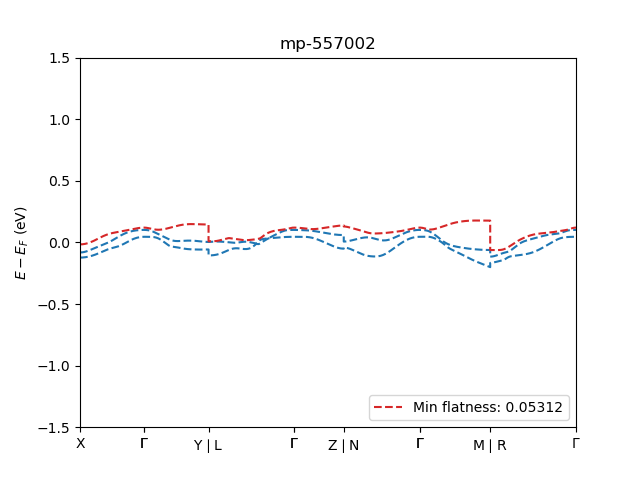 mp-557002
1.5
1.0
0.5
0.0
−0.5
−1.0
−1.5
E − E_F (eV)
X Γ Y | L Γ Z | N Γ M | R Γ
Min flatness: 0.05312